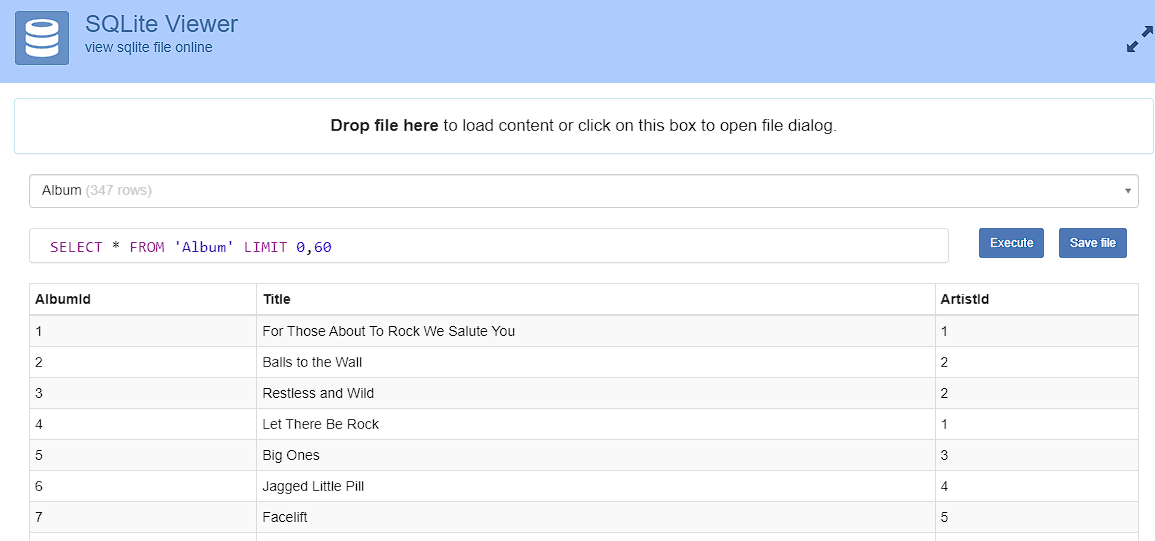 SQLite Viewer
view sqlite file online
Drop file here to load content or click on this box to open file dialog.
Album (347 rows)
SELECT * FROM 'Album' LIMIT 0,60
Execute
Save file
AlbumId Title ArtistId
1 For Those About To Rock We Salute You 1
2 Balls to the Wall 2
3 Restless and Wild 2
4 Let There Be Rock 1
5 Big Ones 3
6 Jagged Little Pill 4
7 Facelift 5